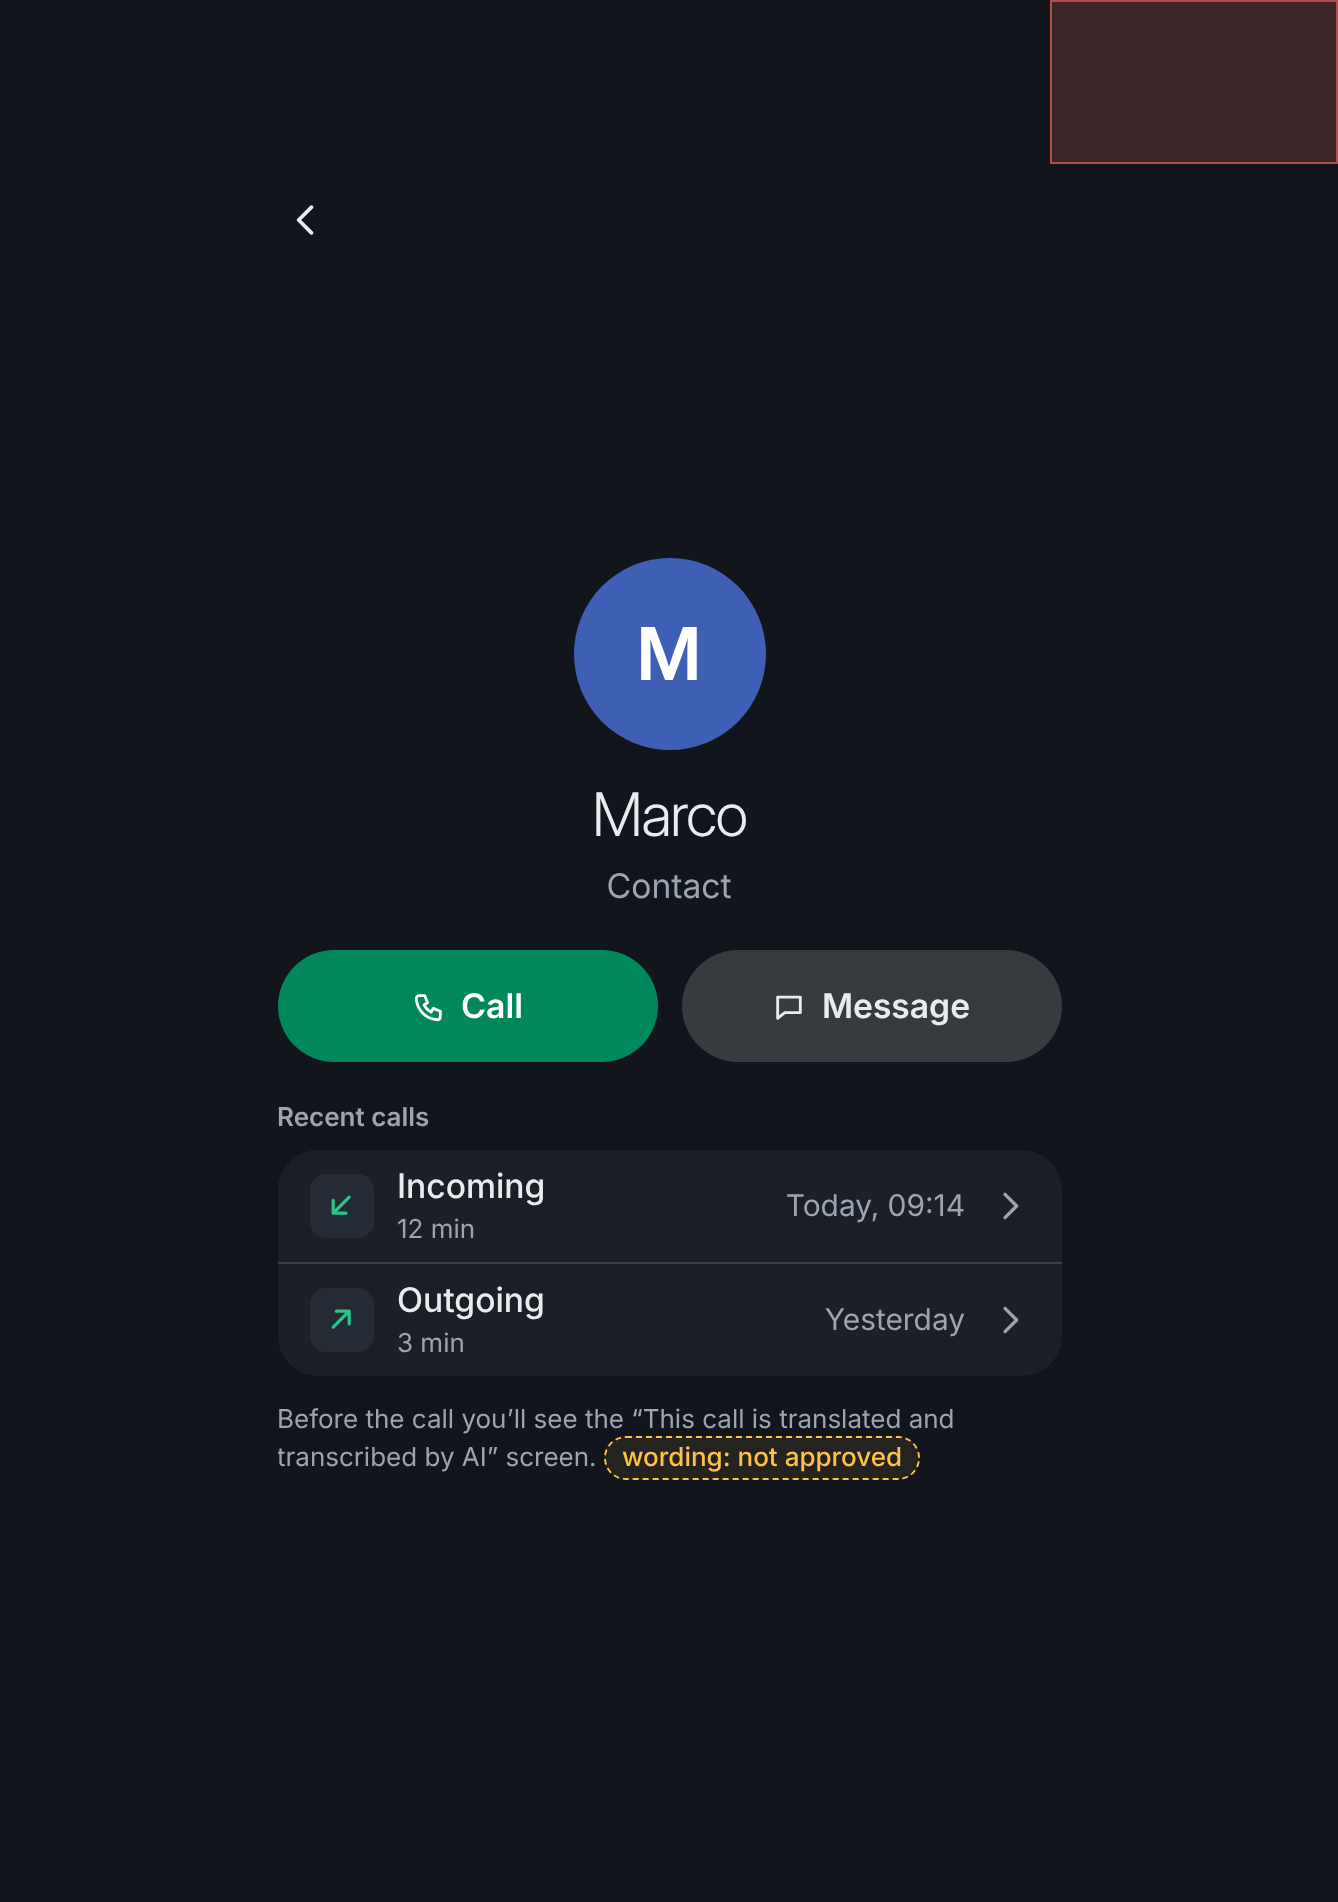 M
Marco
Contact
Call
Message
Recent calls
Incoming
12 min
Today, 09:14
Outgoing
3 min
Yesterday
Before the call you’ll see the “This call is translated and
transcribed by AI” screen. wording: not approved